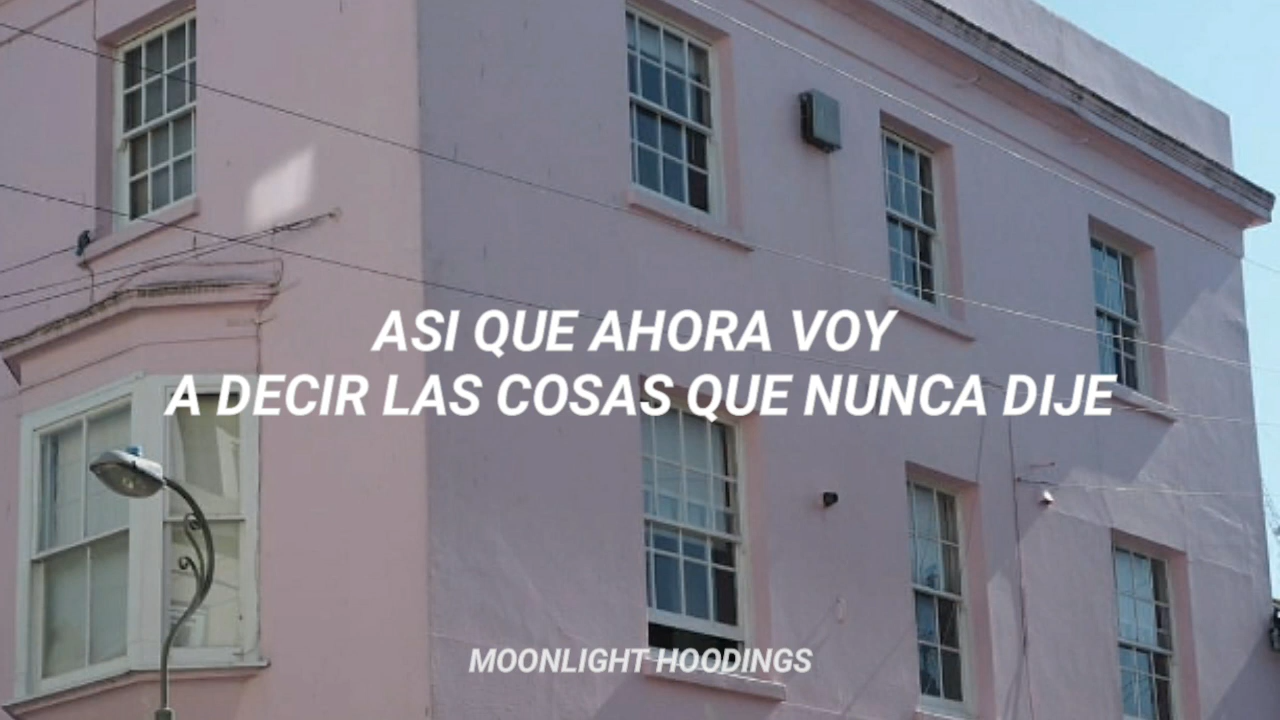 ASI QUE AHORA VOY
A DECIR LAS COSAS QUE NUNCA DIJE
MOONLIGHT HOODINGS